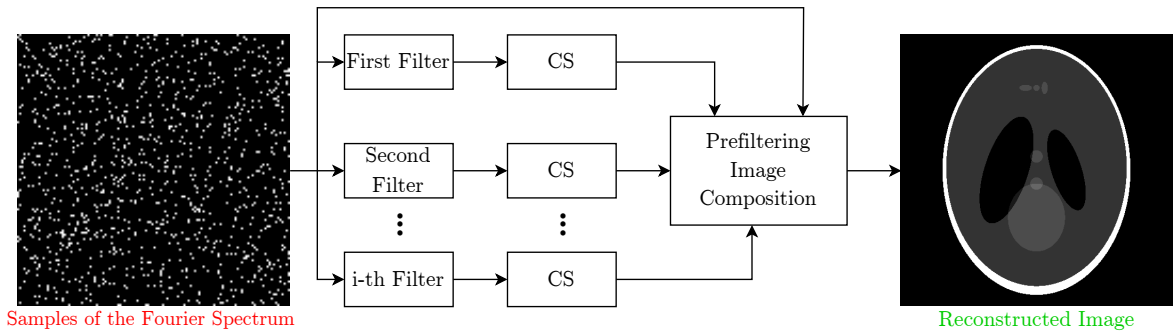 First Filter
CS
Second
Filter
CS
i-th Filter
CS
Prefiltering
Image
Composition
Samples of the Fourier Spectrum
Reconstructed Image